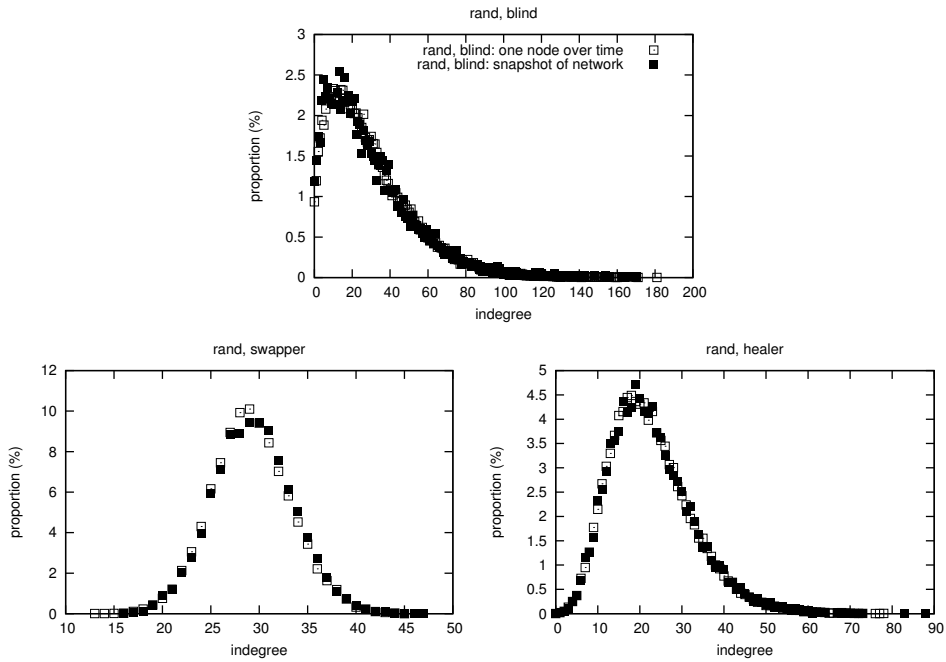 rand, blind
rand, blind: one node over time
rand, blind: snapshot of network
proportion (%)
3
2.5
2
1.5
1
0.5
0
0 20 40 60 80 100 120 140 160 180 200
indegree
rand, swapper
proportion (%)
12
10
8
6
4
2
0
10 15 20 25 30 35 40 45 50
indegree
rand, healer
proportion (%)
5
4.5
4
3.5
3
2.5
2
1.5
1
0.5
0
0 10 20 30 40 50 60 70 80 90
indegree